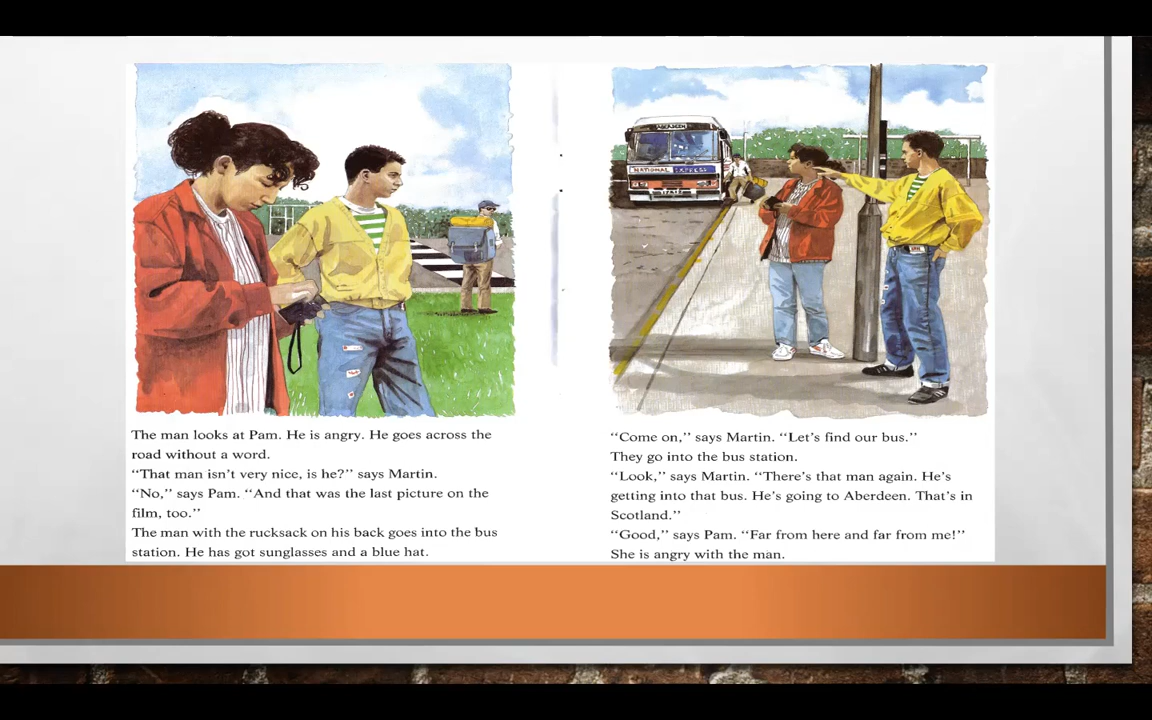 The man looks at Pam. He is angry. He goes across the
road without a word.
“That man isn’t very nice, is he?” says Martin.
“No,” says Pam. “And that was the last picture on the
film, too.”
The man with the rucksack on his back goes into the bus
station. He has got sunglasses and a blue hat.
ABERDEEN
NATIONAL EXPRESS
“Come on,” says Martin. “Let’s find our bus.”
They go into the bus station.
“Look,” says Martin. “There’s that man again. He’s
getting into that bus. He’s going to Aberdeen. That’s in
Scotland.”
“Good,” says Pam. “Far from here and far from me!”
She is angry with the man.